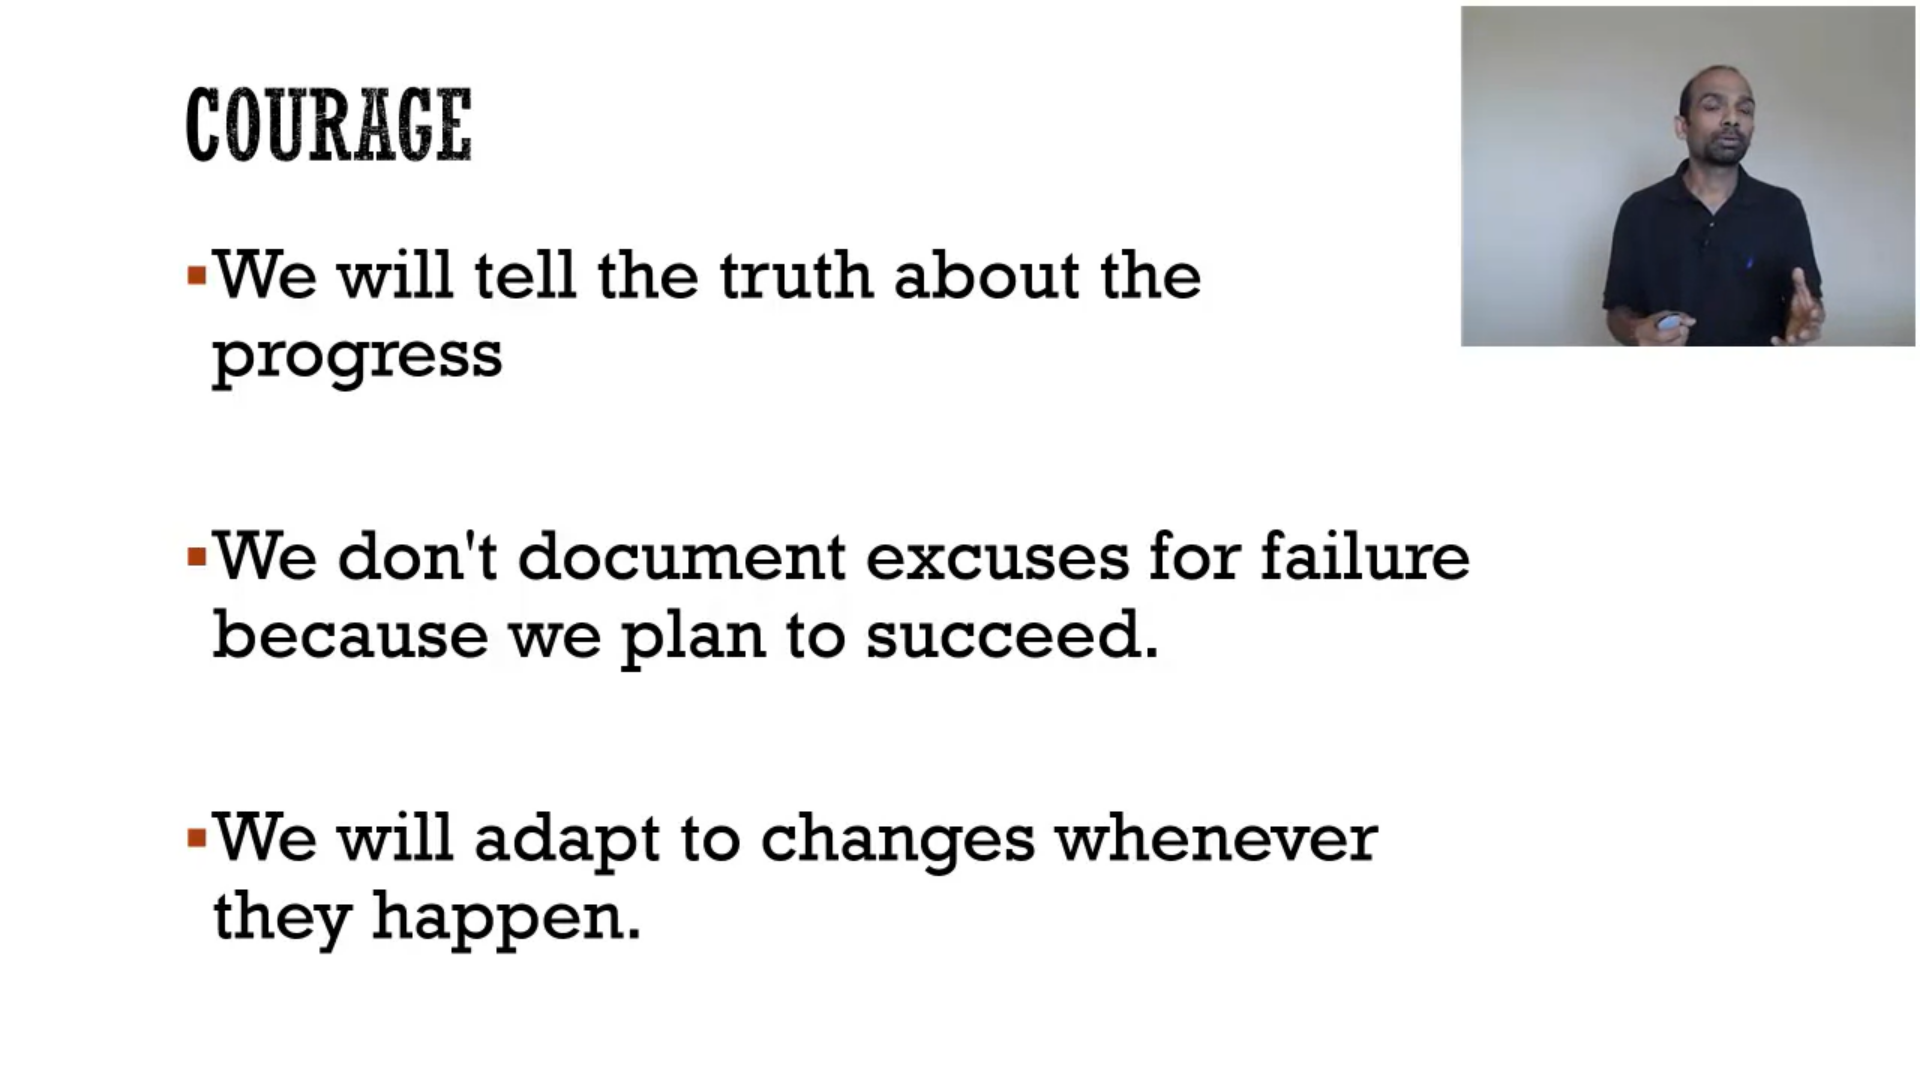 COURAGE
▪We will tell the truth about the
progress
▪We don't document excuses for failure
because we plan to succeed.
▪We will adapt to changes whenever
they happen.